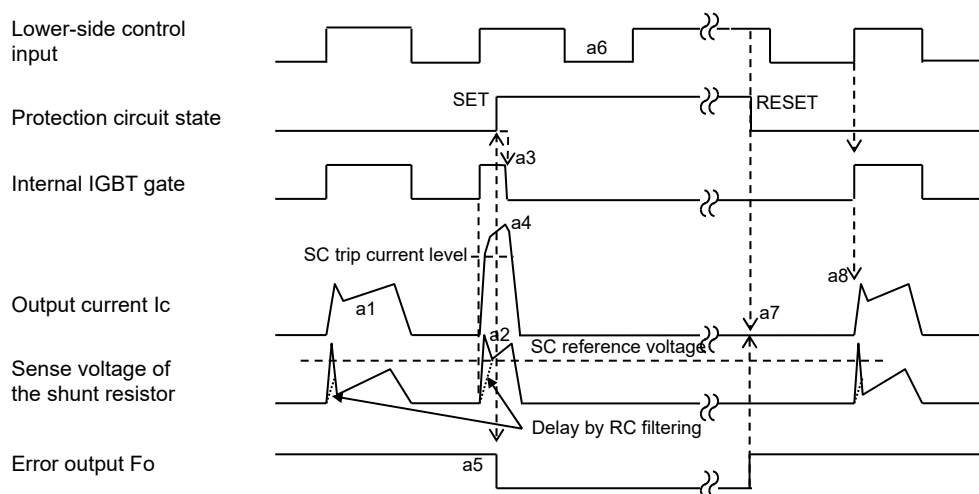 Lower-side control
input
a6
SET
RESET
Protection circuit state
a3
Internal IGBT gate
a4
SC trip current level
a8
Output current Ic
a1
a7
a2
SC reference voltage
Sense voltage of
the shunt resistor
Delay by RC filtering
Error output Fo
a5